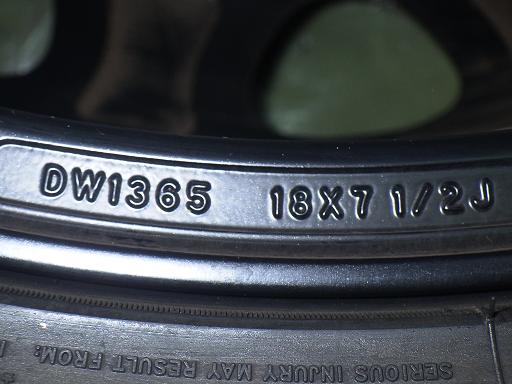 DW1365 18X7 1/2J
SERIOUS INJURY MAY RESULT FROM: